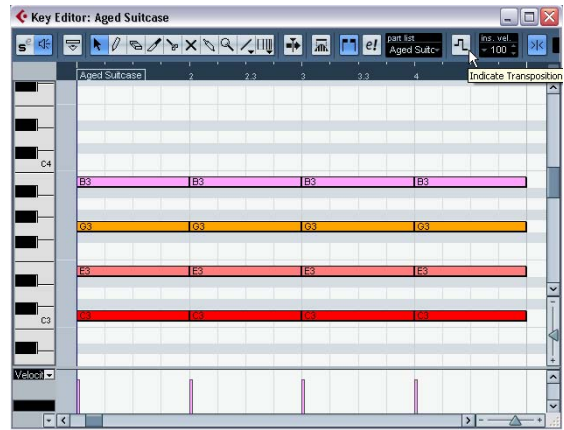 Key Editor: Aged Suitcase
s e! part list ins. vel.
Aged Suitc 100
Indicate Transposition
Aged Suitcase 2 2.3 3 3.3 4
C4
B3 B3 B3 B3
G3 G3 G3 G3
E3 E3 E3 E3
C3 C3 C3 C3
C3
Velocit